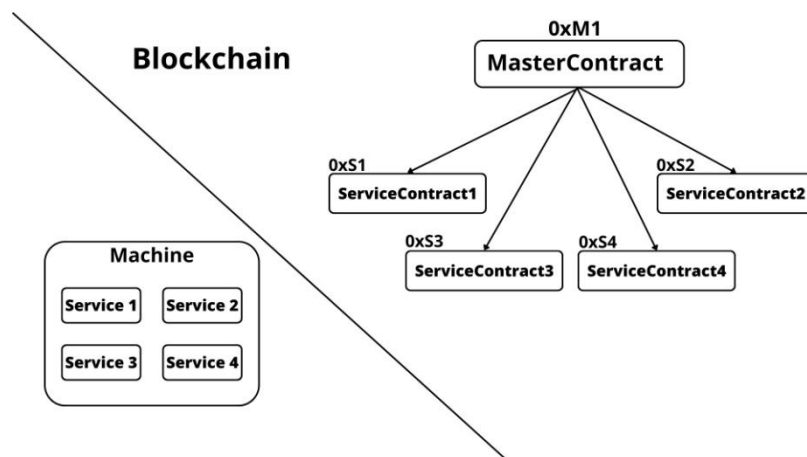 0xM1
Blockchain
MasterContract
0xS1
0xS2
ServiceContract1
ServiceContract2
0xS3
0xS4
Machine
ServiceContract3
ServiceContract4
Service 1
Service 2
Service 3
Service 4